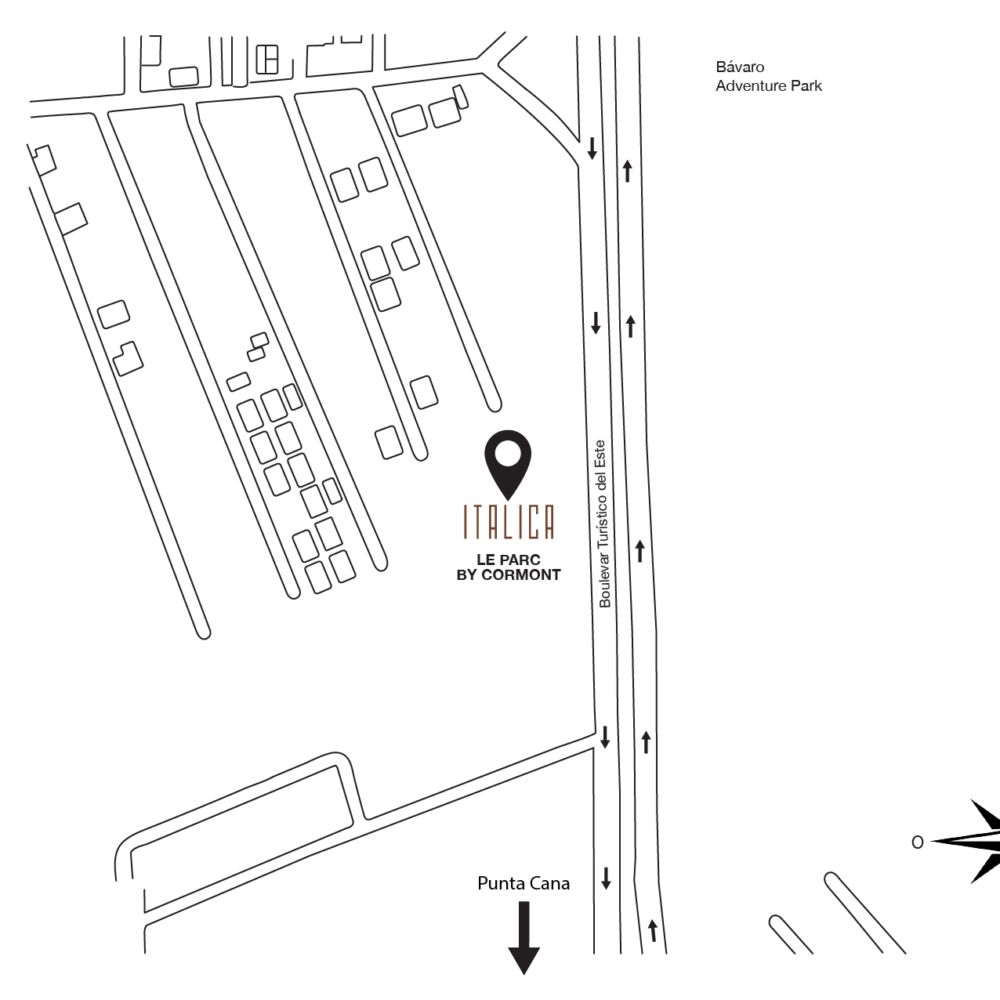 Bávaro
Adventure Park
Boulevar Turístico del Este
ITALICA
LE PARC
BY CORMONT
O
Punta Cana